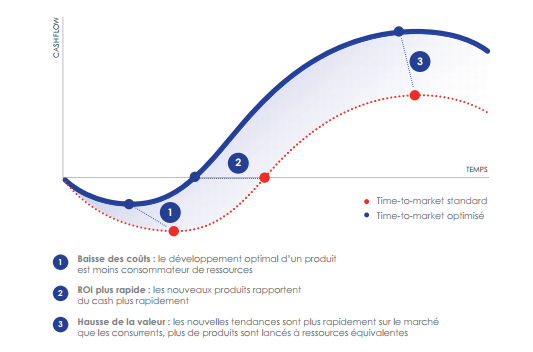 CASHFLOW
3
2
1
TEMPS
Time-to-market standard
Time-to-market optimisé
1 Baisse des coûts : le développement optimal d'un produit
est moins consommateur de ressources
2 ROI plus rapide : les nouveaux produits rapportent
du cash plus rapidement
3 Hausse de la valeur : les nouvelles tendances sont plus rapidement sur le marché
que les consurrents, plus de produits sont lancés à ressources équivalentes